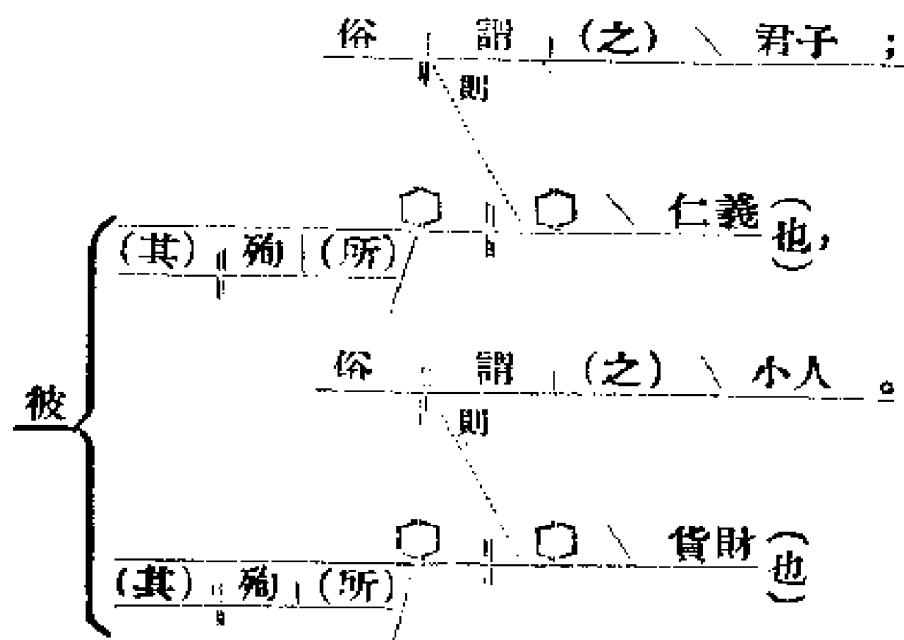 俗 謂 (之) 君子；
則
仁義(也)，
(其) 殉 (所)
俗 謂 (之) 小人。
彼
則
貨財(也)
(其) 殉 (所)